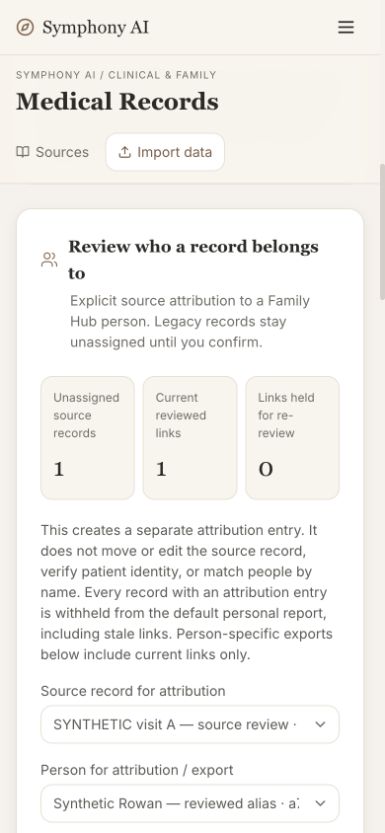 Symphony AI
SYMPHONY AI / CLINICAL & FAMILY
Medical Records
Sources
Import data
Review who a record belongs
to
Explicit source attribution to a Family
Hub person. Legacy records stay
unassigned until you confirm.
Unassigned
source
records
1
Current
reviewed
links
1
Links held
for re-
review
0
This creates a separate attribution entry. It
does not move or edit the source record,
verify patient identity, or match people by
name. Every record with an attribution entry
is withheld from the default personal report,
including stale links. Person-specific exports
below include current links only.
Source record for attribution
SYNTHETIC visit A — source review ·
Person for attribution / export
Synthetic Rowan — reviewed alias ·